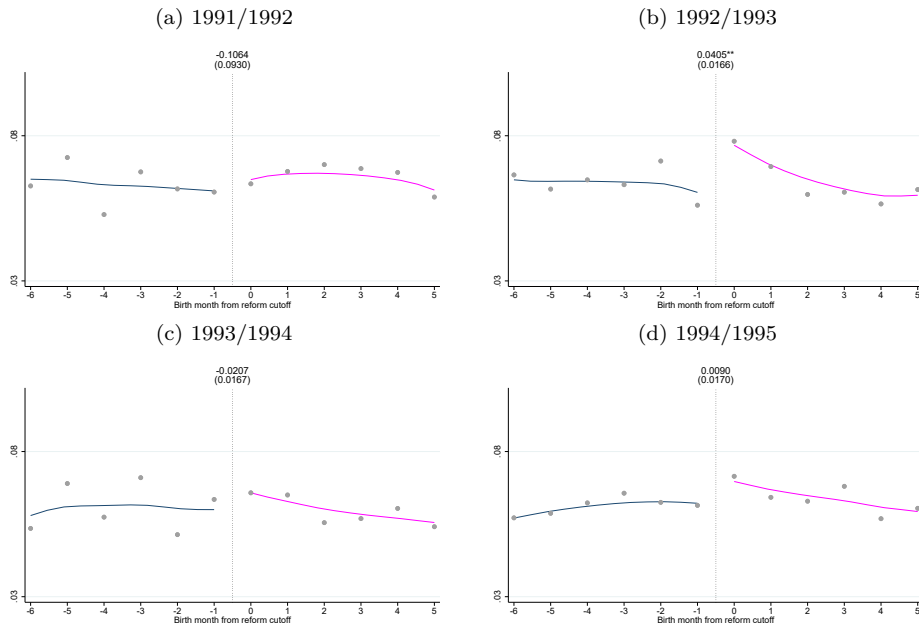 (a) 1991/1992
-0.1064
(0.0930)
.08
.03
-6 -5 -4 -3 -2 -1 0 1 2 3 4 5
Birth month from reform cutoff
(b) 1992/1993
0.0405**
(0.0166)
.08
.03
-6 -5 -4 -3 -2 -1 0 1 2 3 4 5
Birth month from reform cutoff
(c) 1993/1994
-0.0207
(0.0167)
.08
.03
-6 -5 -4 -3 -2 -1 0 1 2 3 4 5
Birth month from reform cutoff
(d) 1994/1995
0.0090
(0.0170)
.08
.03
-6 -5 -4 -3 -2 -1 0 1 2 3 4 5
Birth month from reform cutoff